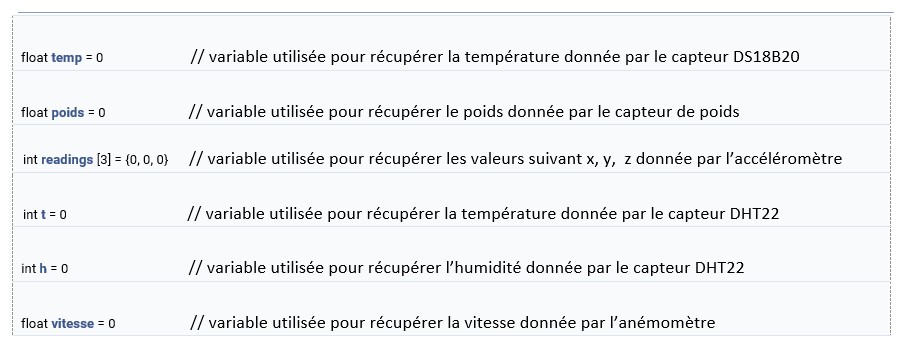 float temp = 0 // variable utilisée pour récupérer la température donnée par le capteur DS18B20
float poids = 0 // variable utilisée pour récupérer le poids donnée par le capteur de poids
int readings [3] = {0, 0, 0} // variable utilisée pour récupérer les valeurs suivant x, y, z donnée par l’accéléromètre
int t = 0 // variable utilisée pour récupérer la température donnée par le capteur DHT22
int h = 0 // variable utilisée pour récupérer l’humidité donnée par le capteur DHT22
float vitesse = 0 // variable utilisée pour récupérer la vitesse donnée par l’anémomètre